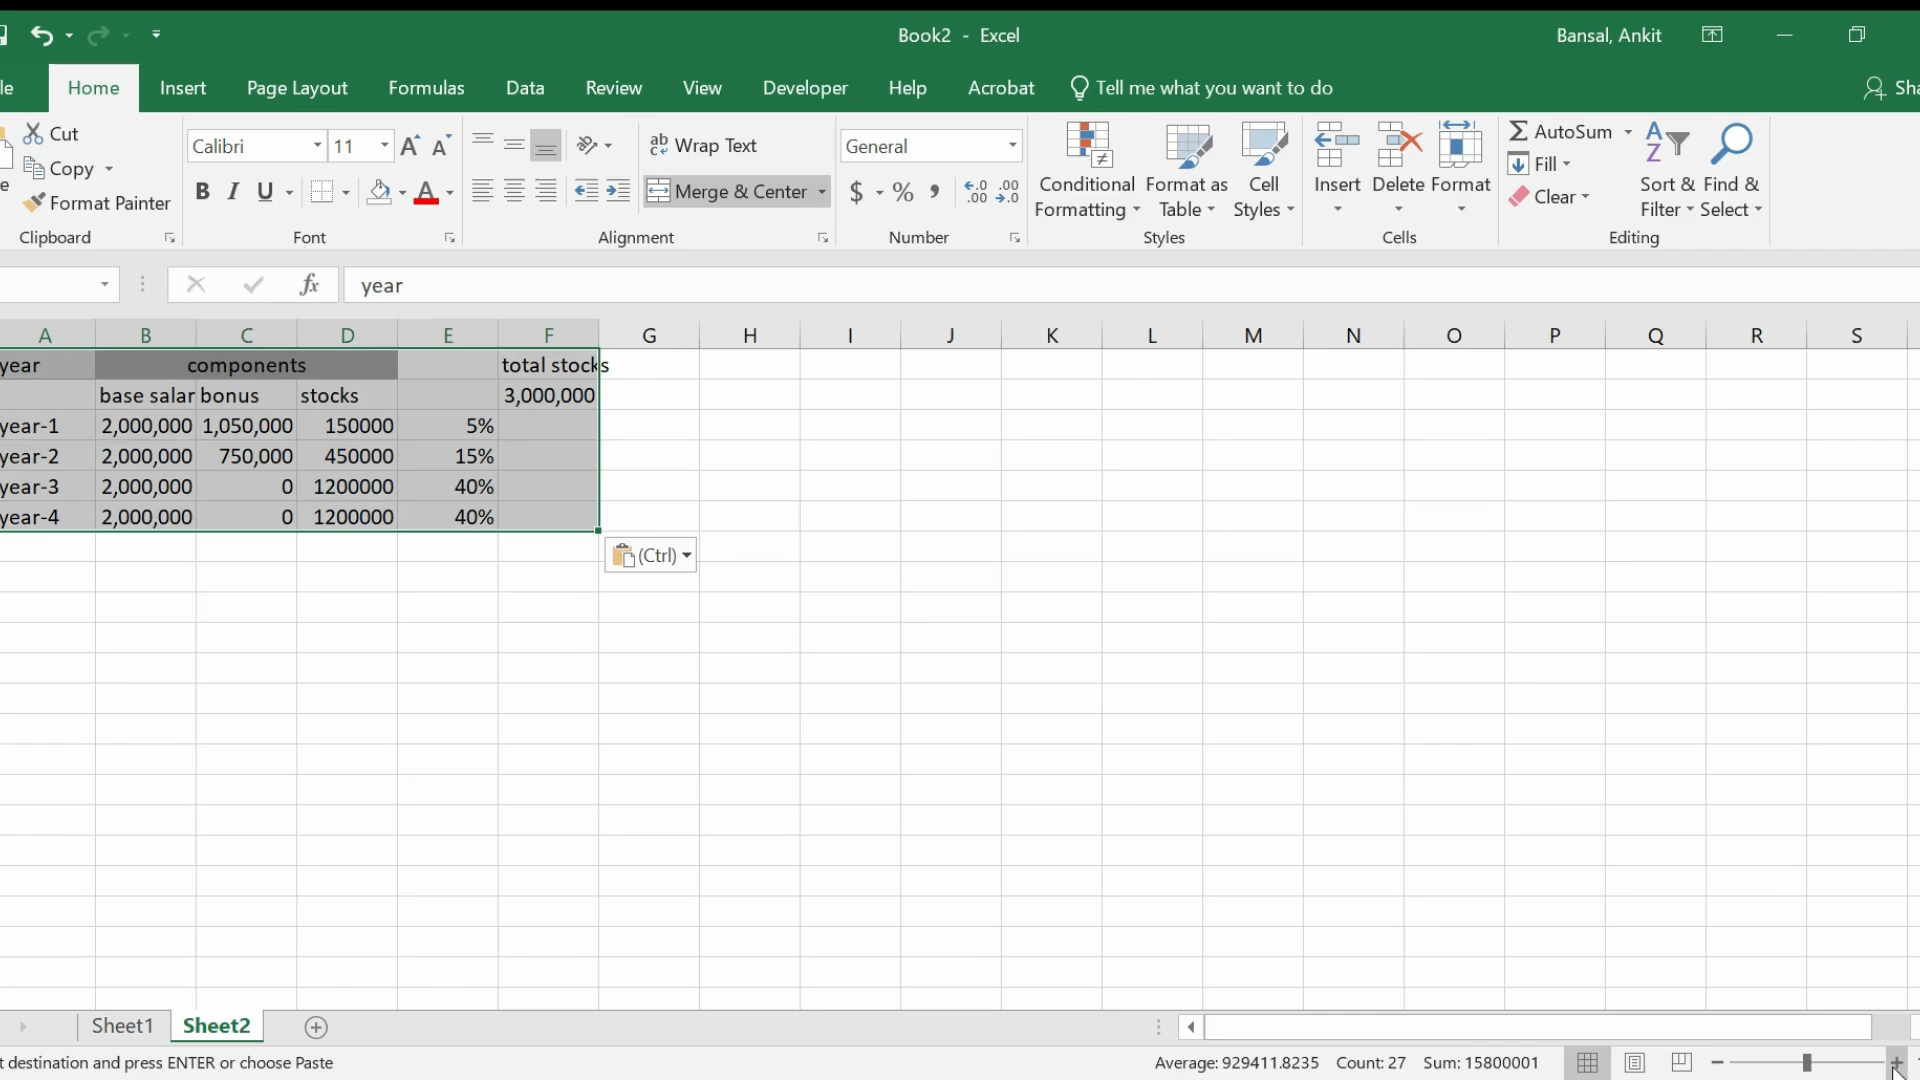 Book2 - Excel
Bansal, Ankit
le Home Insert Page Layout Formulas Data Review View Developer Help Acrobat Tell me what you want to do Sha
Cut
Copy
Format Painter
Clipboard
Calibri 11
B I U
Font
Wrap Text
Merge & Center
Alignment
General
$ % ,
Number
Conditional Formatting
Format as Table
Cell Styles
Styles
Insert Delete Format
Cells
AutoSum
Fill
Clear
Sort & Filter
Find & Select
Editing
fx year
A B C D E F G H I J K L M N O P Q R S
year components total stocks
base salar bonus stocks 3,000,000
year-1 2,000,000 1,050,000 150000 5%
year-2 2,000,000 750,000 450000 15%
year-3 2,000,000 0 1200000 40%
year-4 2,000,000 0 1200000 40%
(Ctrl)
Sheet1 Sheet2
t destination and press ENTER or choose Paste
Average: 929411.8235 Count: 27 Sum: 15800001